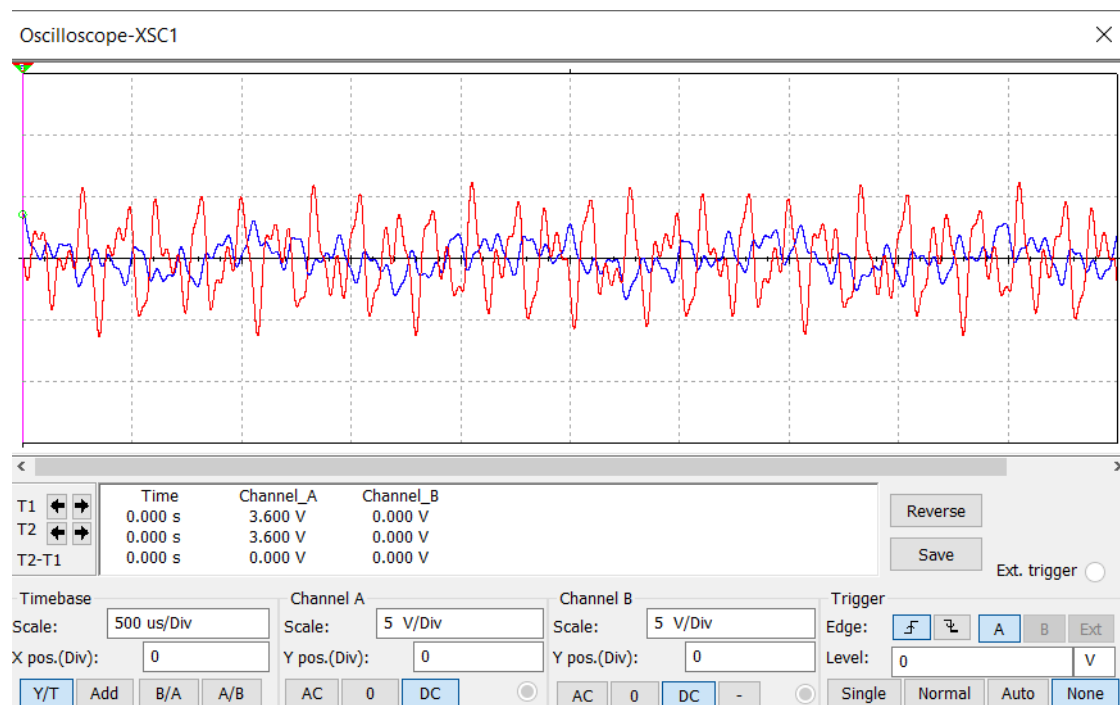 Oscilloscope-XSC1
Time Channel_A Channel_B
T1 0.000 s 3.600 V 0.000 V
T2 0.000 s 3.600 V 0.000 V
T2-T1 0.000 s 0.000 V 0.000 V
Reverse
Save
Ext. trigger
Timebase
Scale: 500 us/Div
X pos.(Div): 0
Y/T Add B/A A/B
Channel A
Scale: 5 V/Div
Y pos.(Div): 0
AC 0 DC
Channel B
Scale: 5 V/Div
Y pos.(Div): 0
AC 0 DC -
Trigger
Edge: A B Ext
Level: 0 V
Single Normal Auto None